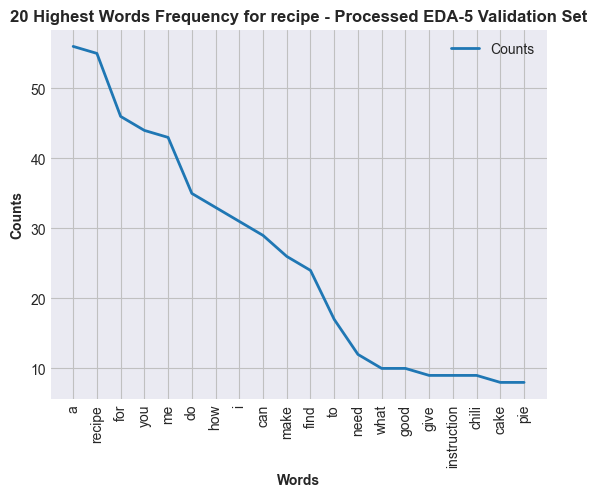 20 Highest Words Frequency for recipe - Processed EDA-5 Validation Set
Counts
50
40
30
20
10
Counts
a
recipe
for
you
me
do
how
i
can
make
find
to
need
what
good
give
instruction
chili
cake
pie
Words